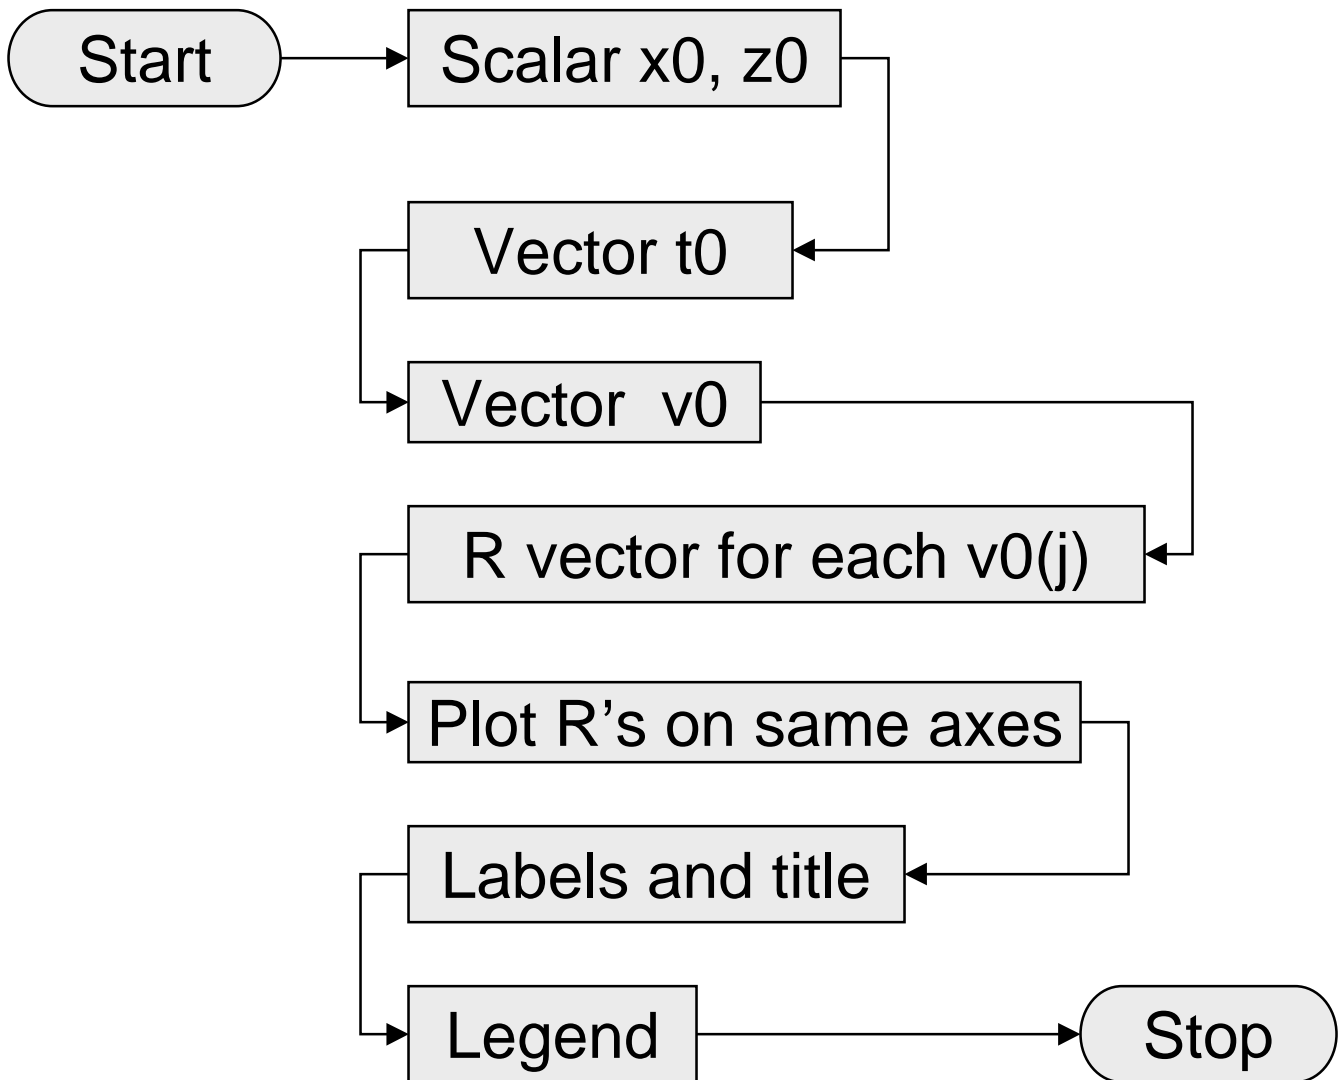 Start
Scalar x0, z0
Vector t0
Vector  v0
R vector for each v0(j)
Plot R’s on same axes
Labels and title
Legend
Stop